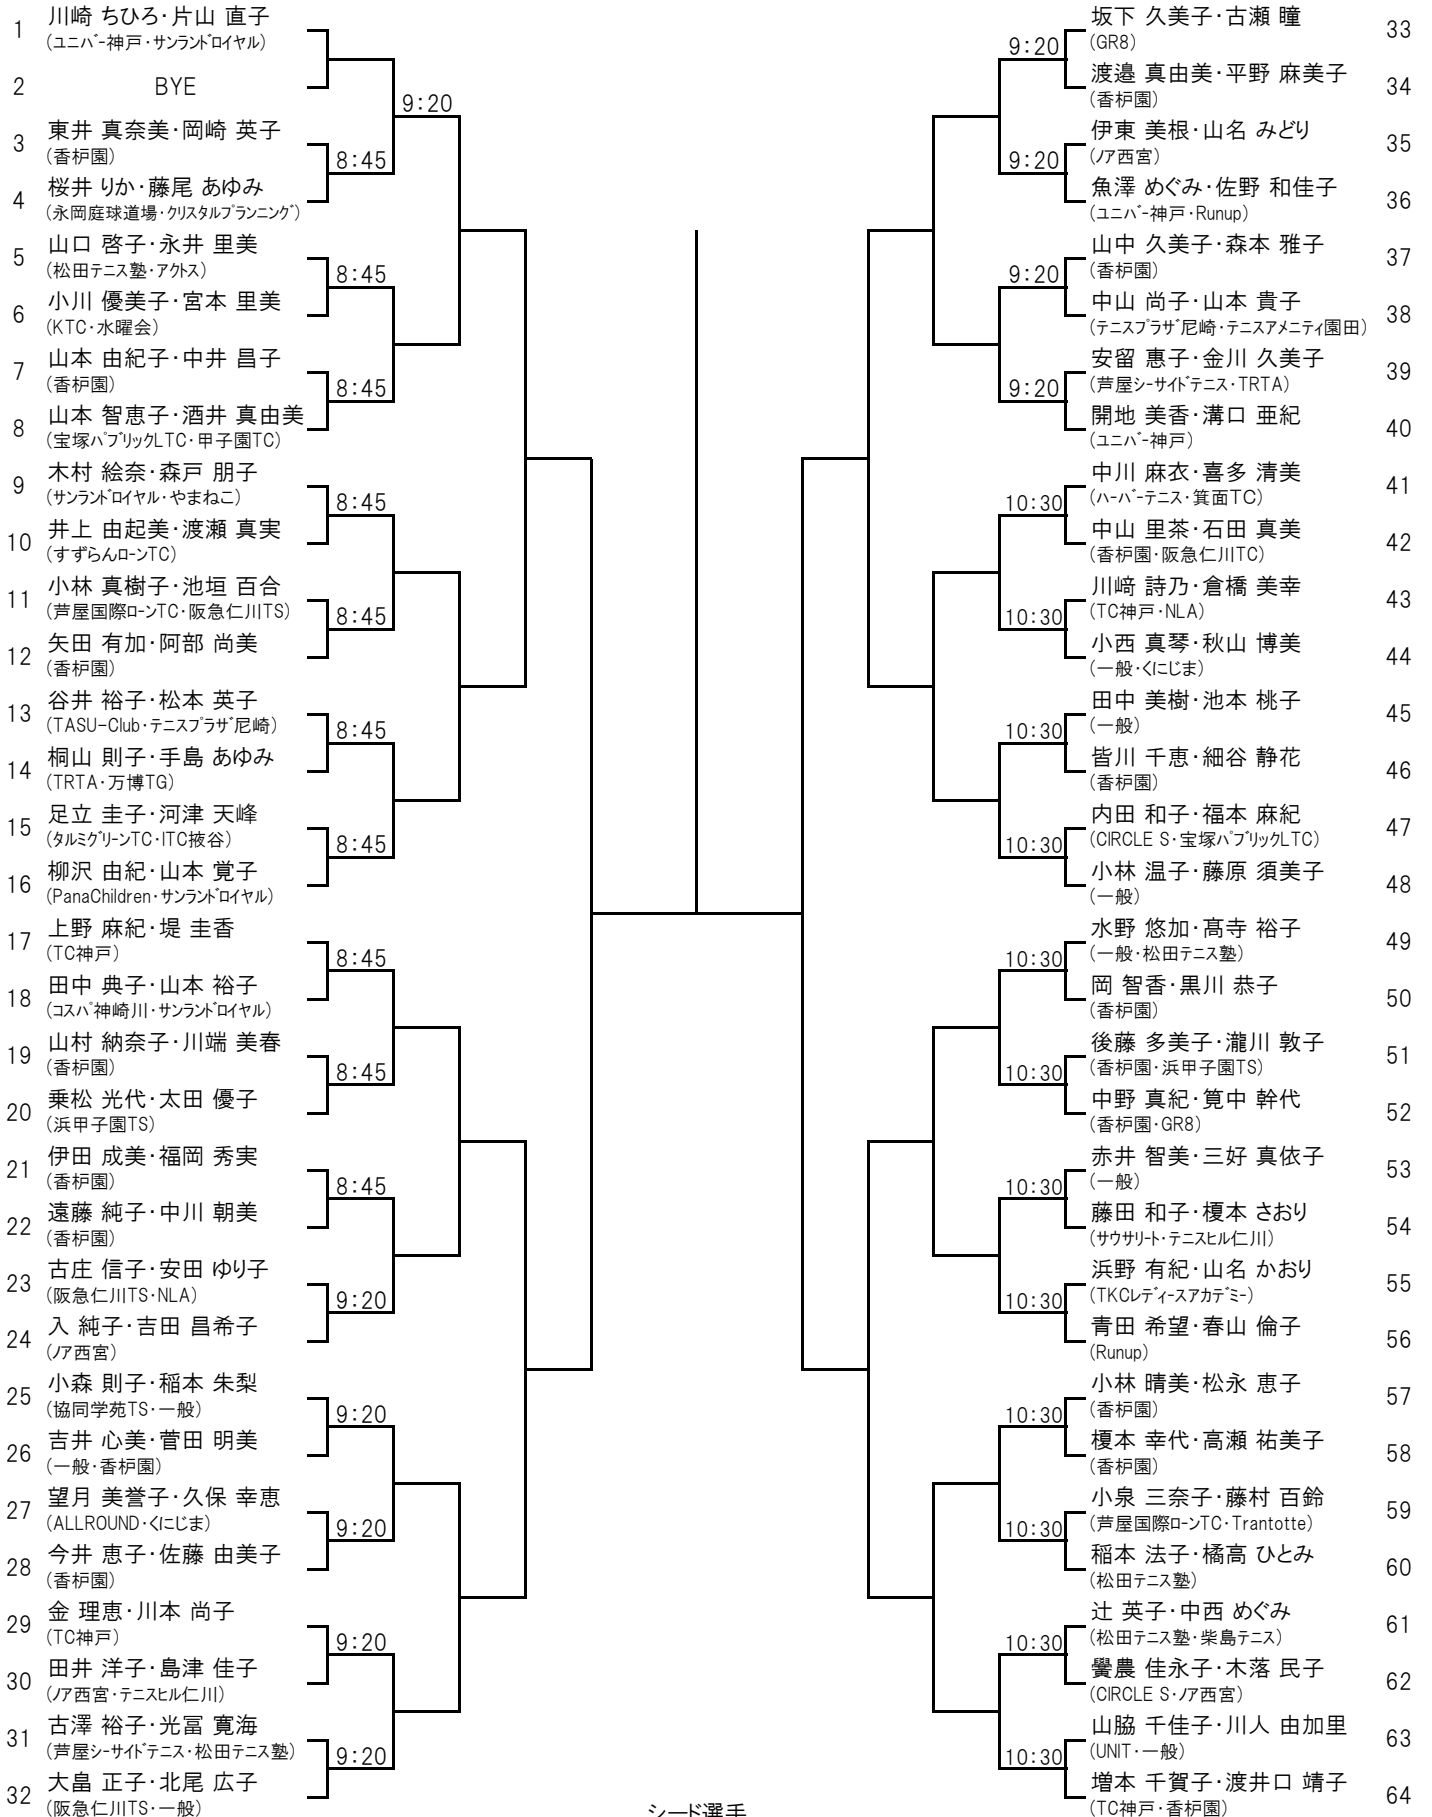 1 川崎 ちひろ・片山 直子
(ユニバー神戸・サンランドロイヤル)
2 BYE
9:20
3 東井 真奈美・岡崎 英子
(香枦園)
8:45
4 桜井 りか・藤尾 あゆみ
(永岡庭球道場・クリスタルプランニング)
5 山口 啓子・永井 里美
(松田テニス塾・アクトス)
8:45
6 小川 優美子・宮本 里美
(KTC・水曜会)
7 山本 由紀子・中井 昌子
(香枦園)
8:45
8 山本 智恵子・酒井 真由美
(宝塚パブリックLTC・甲子園TC)
9 木村 絵奈・森戸 朋子
(サンランドロイヤル・やまねこ)
8:45
10 井上 由起美・渡瀬 真実
(すずらんローンTC)
11 小林 真樹子・池垣 百合
(芦屋国際ローンTC・阪急仁川TS)
8:45
12 矢田 有加・阿部 尚美
(香枦園)
13 谷井 裕子・松本 英子
(TASU-Club・テニスプラザ尼崎)
8:45
14 桐山 則子・手島 あゆみ
(TRTA・万博TG)
15 足立 圭子・河津 天峰
(タルミグリーンTC・ITC掖谷)
8:45
16 柳沢 由紀・山本 覚子
(PanaChildren・サンランドロイヤル)
17 上野 麻紀・堤 圭香
(TC神戸)
8:45
18 田中 典子・山本 裕子
(コスパ神崎川・サンランドロイヤル)
19 山村 納奈子・川端 美春
(香枦園)
8:45
20 乗松 光代・太田 優子
(浜甲子園TS)
21 伊田 成美・福岡 秀実
(香枦園)
8:45
22 遠藤 純子・中川 朝美
(香枦園)
23 古庄 信子・安田 ゆり子
(阪急仁川TS・NLA)
9:20
24 入 純子・吉田 昌希子
(ノア西宮)
25 小森 則子・稲本 朱梨
(協同学苑TS・一般)
9:20
26 吉井 心美・菅田 明美
(一般・香枦園)
27 望月 美誉子・久保 幸恵
(ALLROUND・くにじま)
9:20
28 今井 恵子・佐藤 由美子
(香枦園)
29 金 理恵・川本 尚子
(TC神戸)
9:20
30 田井 洋子・島津 佳子
(ノア西宮・テニスヒル仁川)
31 古澤 裕子・光冨 寛海
(芦屋シーサイドテニス・松田テニス塾)
9:20
32 大畠 正子・北尾 広子
(阪急仁川TS・一般)
坂下 久美子・古瀬 瞳 33
(GR8)
9:20
渡邉 真由美・平野 麻美子 34
(香枦園)
伊東 美根・山名 みどり 35
(ノア西宮)
9:20
魚澤 めぐみ・佐野 和佳子 36
(ユニバー神戸・Runup)
山中 久美子・森本 雅子 37
(香枦園)
9:20
中山 尚子・山本 貴子 38
(テニスプラザ尼崎・テニスアメニティ園田)
安留 惠子・金川 久美子 39
(芦屋シーサイドテニス・TRTA)
9:20
開地 美香・溝口 亜紀 40
(ユニバー神戸)
中川 麻衣・喜多 清美 41
(ハーバーテニス・箕面TC)
10:30
中山 里茶・石田 真美 42
(香枦園・阪急仁川TC)
川﨑 詩乃・倉橋 美幸 43
(TC神戸・NLA)
10:30
小西 真琴・秋山 博美 44
(一般・くにじま)
田中 美樹・池本 桃子 45
(一般)
10:30
皆川 千恵・細谷 静花 46
(香枦園)
内田 和子・福本 麻紀 47
(CIRCLE S・宝塚パブリックLTC)
10:30
小林 温子・藤原 須美子 48
(一般)
水野 悠加・髙寺 裕子 49
(一般・松田テニス塾)
10:30
岡 智香・黒川 恭子 50
(香枦園)
後藤 多美子・瀧川 敦子 51
(香枦園・浜甲子園TS)
10:30
中野 真紀・筧中 幹代 52
(香枦園・GR8)
赤井 智美・三好 真依子 53
(一般)
10:30
藤田 和子・榎本 さおり 54
(サウサリート・テニスヒル仁川)
浜野 有紀・山名 かおり 55
(TKCレディースアカデミー)
10:30
青田 希望・春山 倫子 56
(Runup)
小林 晴美・松永 恵子 57
(香枦園)
10:30
榎本 幸代・高瀬 祐美子 58
(香枦園)
小泉 三奈子・藤村 百鈴 59
(芦屋国際ローンTC・Trantotte)
10:30
稲本 法子・橘高 ひとみ 60
(松田テニス塾)
辻 英子・中西 めぐみ 61
(松田テニス塾・柴島テニス)
10:30
黌農 佳永子・木落 民子 62
(CIRCLE S・ノア西宮)
山脇 千佳子・川人 由加里 63
(UNIT・一般)
10:30
増本 千賀子・渡井口 靖子 64
(TC神戸・香枦園)
シード選手